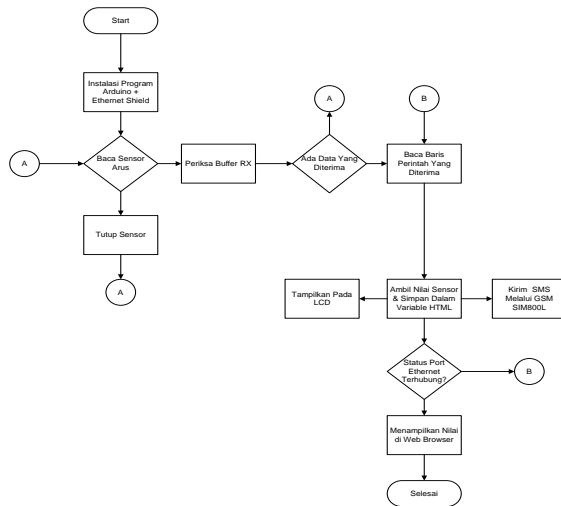 Start
Instalasi Program
Arduino +
Ethernet Shield
A
Baca Sensor
Arus
Periksa Buffer RX
Ada Data Yang
Diterima
A
B
Baca Baris
Perintah Yang
Diterima
Tutup Sensor
A
Tampilkan Pada
LCD
Ambil Nilai Sensor
& Simpan Dalam
Variable HTML
Kirim SMS
Melalui GSM
SIM800L
Status Port
Ethernet
Terhubung?
B
Menampilkan Nilai
di Web Browser
Selesai